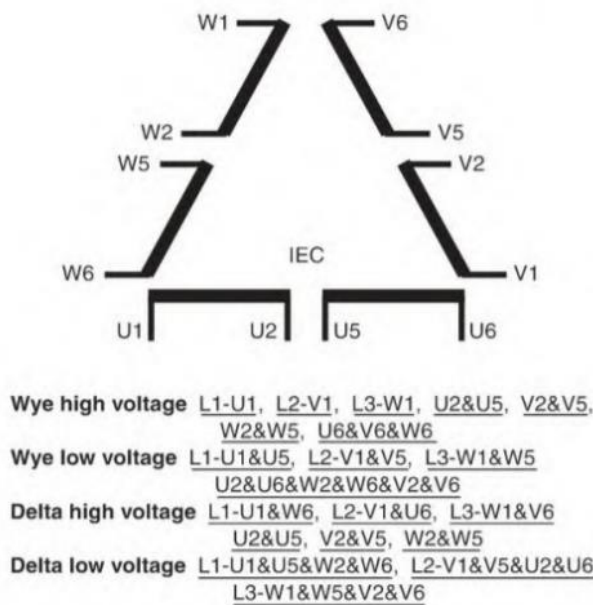 W1 V6
W2 V5
W5 V2
IEC
W6 V1
U1 U2 U5 U6
Wye high voltage L1-U1, L2-V1, L3-W1, U2&U5, V2&V5,
W2&W5, U6&V6&W6
Wye low voltage L1-U1&U5, L2-V1&V5, L3-W1&W5
U2&U6&W2&W6&V2&V6
Delta high voltage L1-U1&W6, L2-V1&U6, L3-W1&V6
U2&U5, V2&V5, W2&W5
Delta low voltage L1-U1&U5&W2&W6, L2-V1&V5&U2&U6
L3-W1&W5&V2&V6